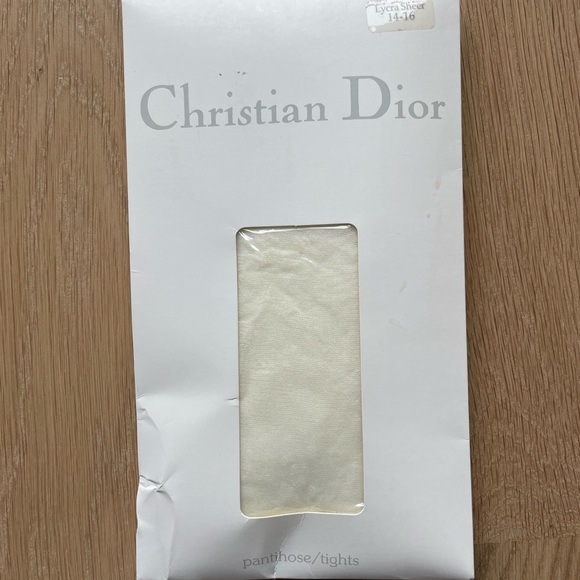 Lycra Sheer
14-16
Christian Dior
pantihose/tights